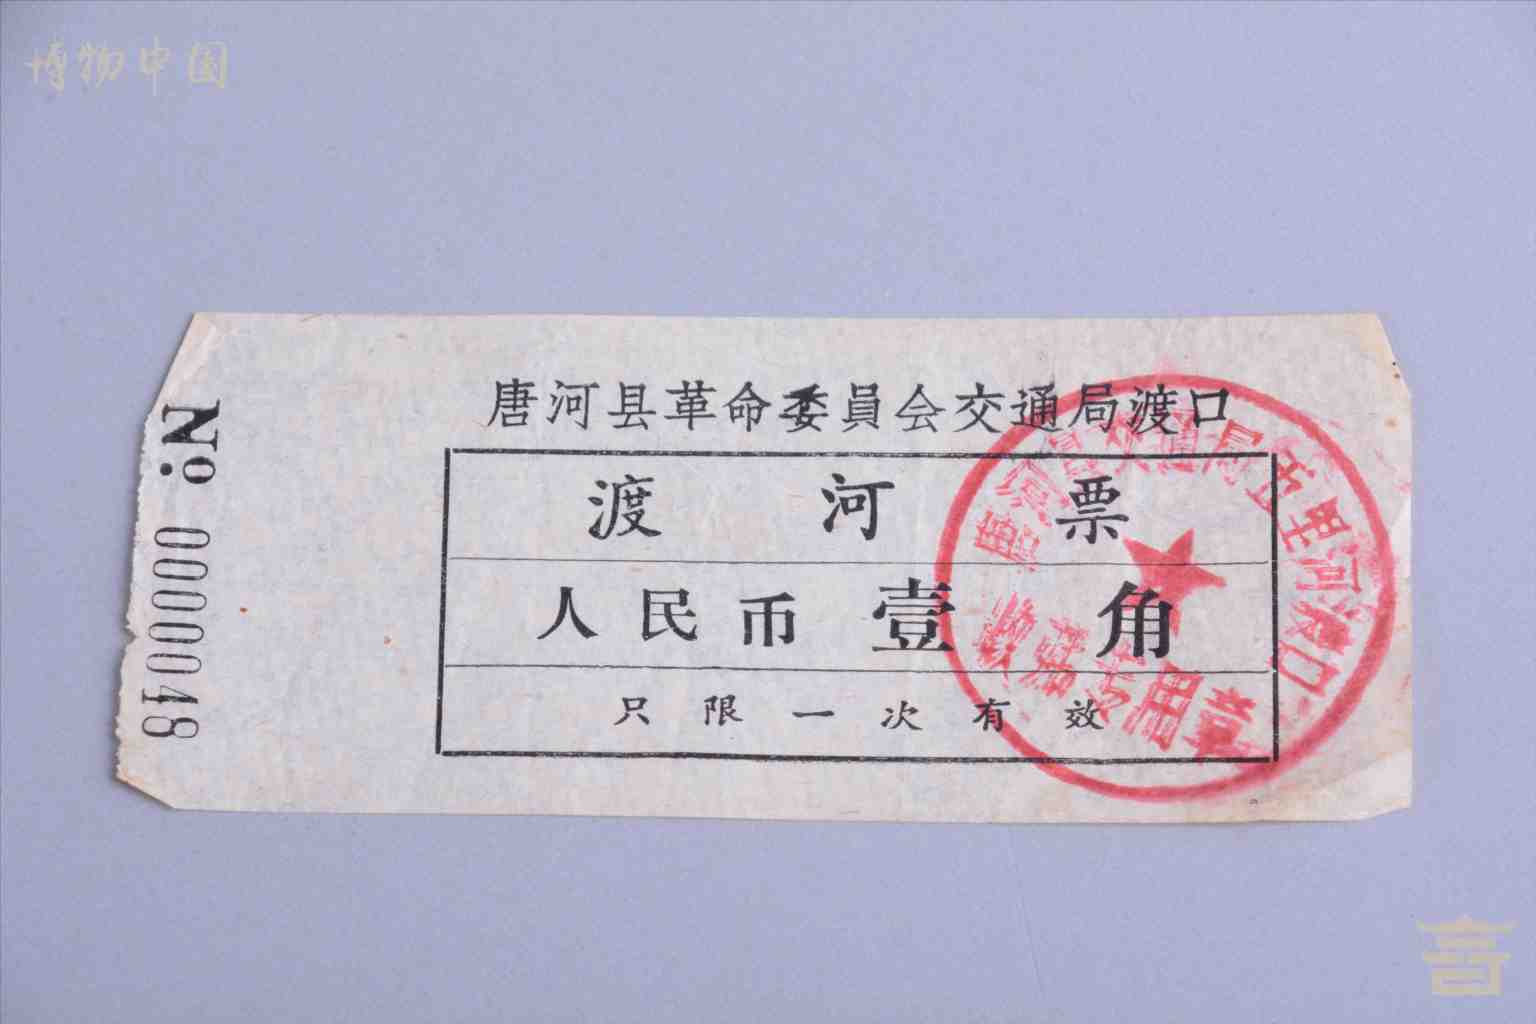 博物中国
唐河县革命委員会交通局渡口
渡河票
人民币壹角
只限一次有效
№ 0000048